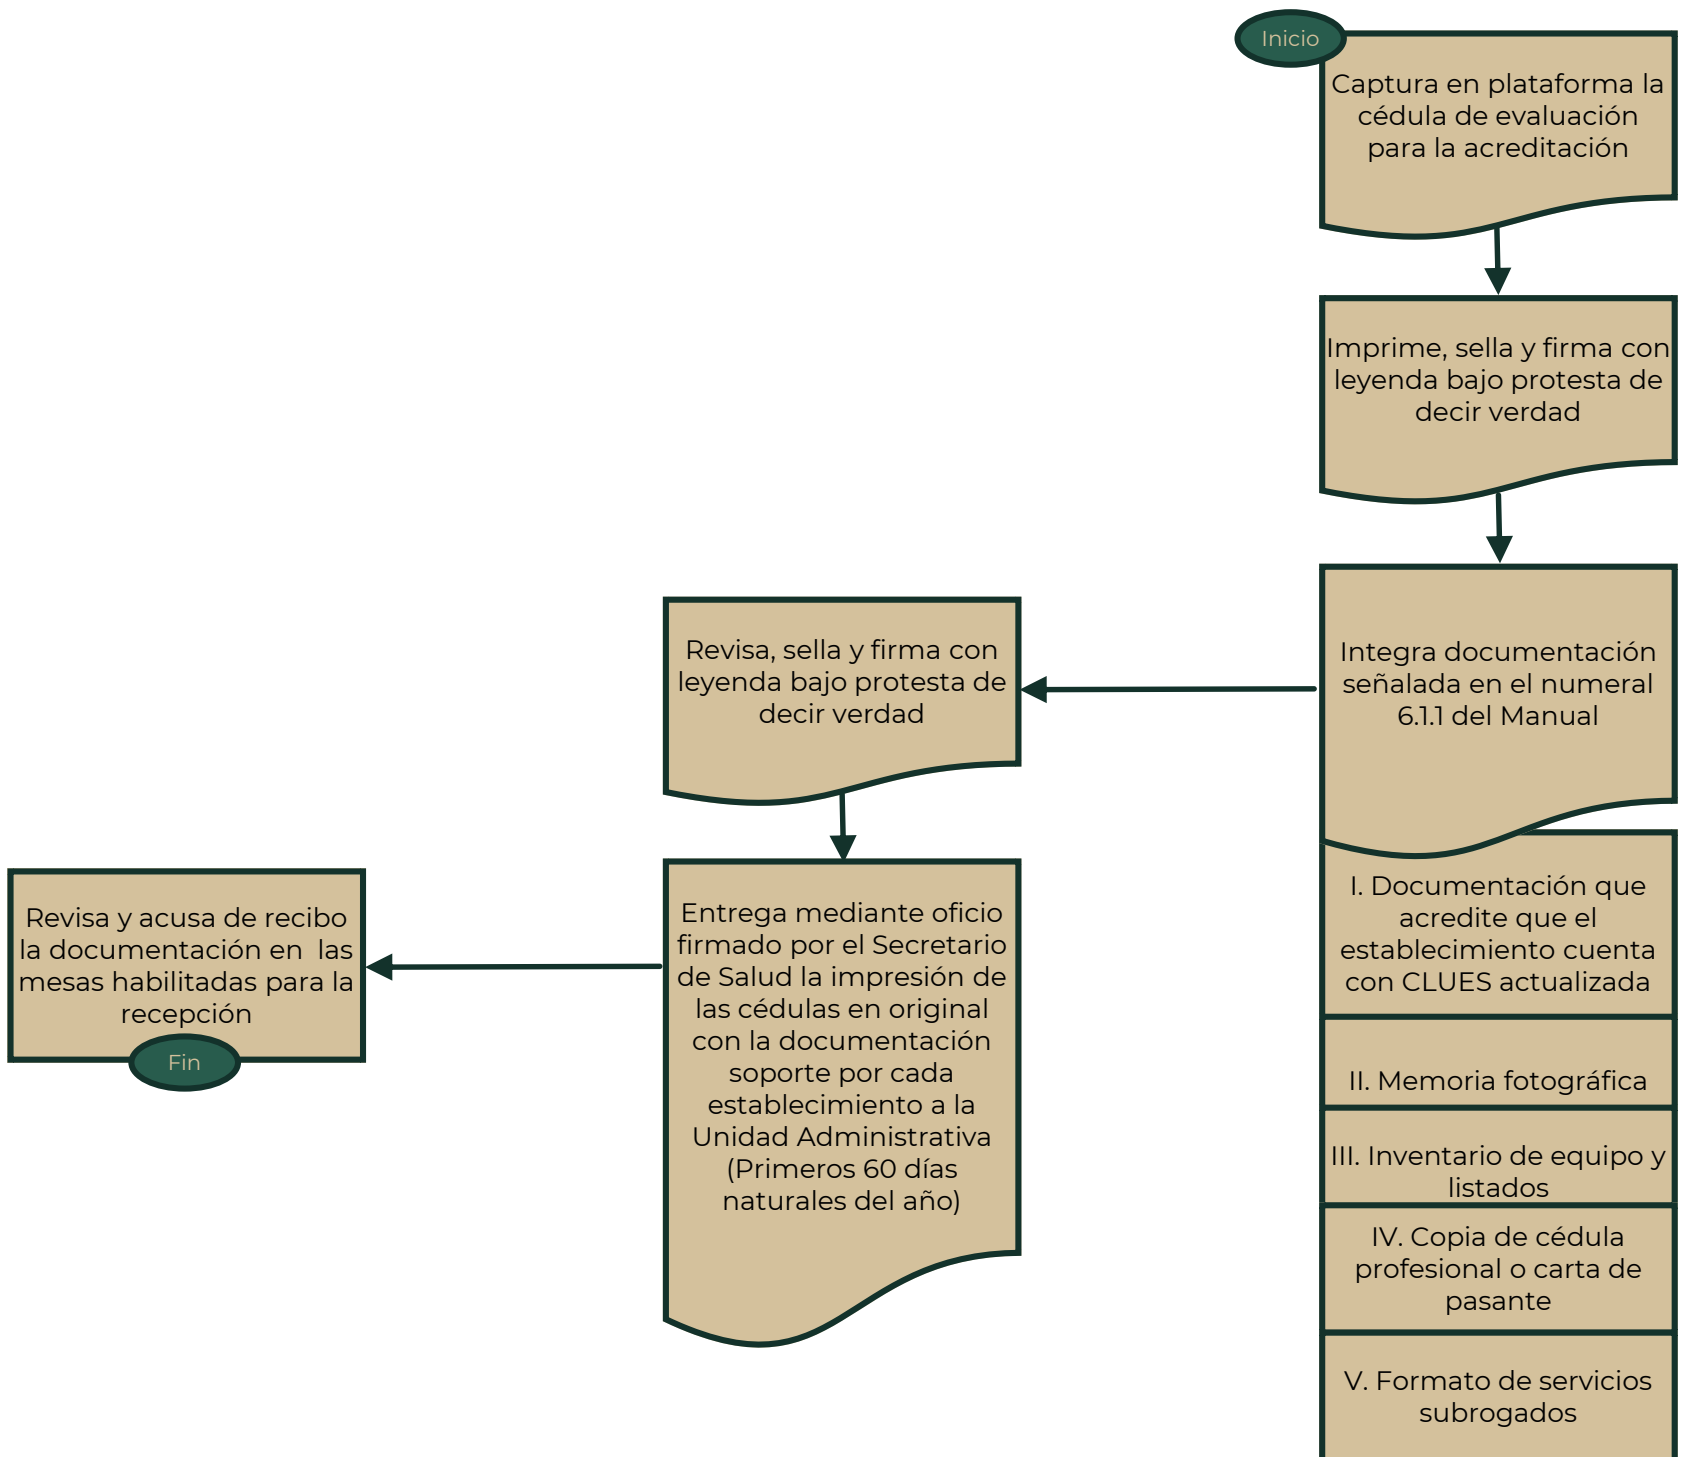 Inicio
Captura en plataforma la
cédula de evaluación
para la acreditación
Imprime, sella y firma con
leyenda bajo protesta de
decir verdad
Integra documentación
señalada en el numeral
6.1.1 del Manual
I. Documentación que
acredite que el
establecimiento cuenta
con CLUES actualizada
II. Memoria fotográfica
III. Inventario de equipo y
listados
IV. Copia de cédula
profesional o carta de
pasante
V. Formato de servicios
subrogados
Revisa, sella y firma con
leyenda bajo protesta de
decir verdad
Entrega mediante oficio
firmado por el Secretario
de Salud la impresión de
las cédulas en original
con la documentación
soporte por cada
establecimiento a la
Unidad Administrativa
(Primeros 60 días
naturales del año)
Revisa y acusa de recibo
la documentación en  las
mesas habilitadas para la
recepción
Fin